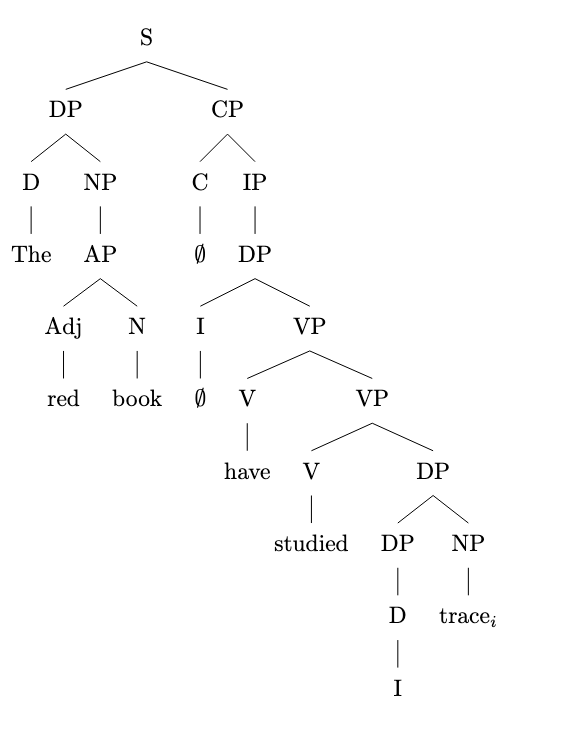 S
DP CP
D NP C IP
The AP ∅ DP
Adj N I VP
red book ∅ V VP
have V DP
studied DP NP
D trace_i
I